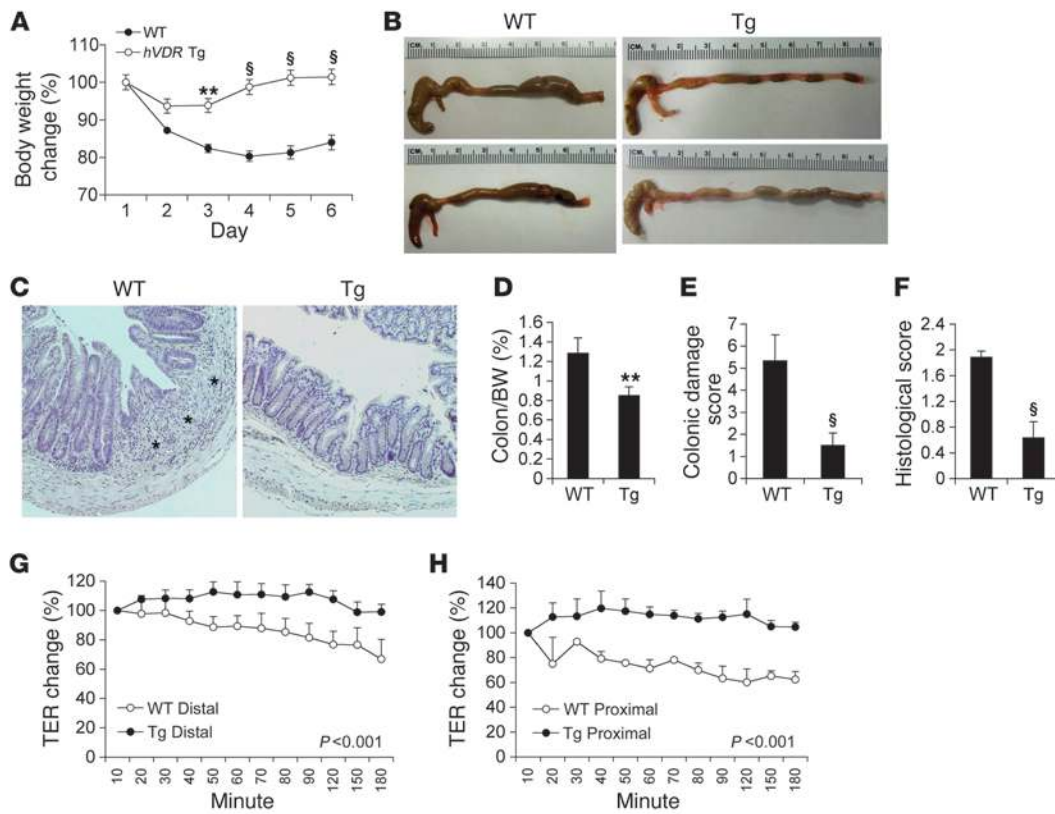 A
WT
hVDR Tg
Body weight
change (%)
110
100
90
80
70
**
§
§
§
1 2 3 4 5 6
Day
B
WT
Tg
C
WT
Tg
*
*
*
D
Colon/BW (%)
1.6
1.4
1.2
1
0.8
0.6
0.4
0.2
0
**
WT Tg
E
Colonic damage
score
7
6
5
4
3
2
1
0
§
WT Tg
F
Histological score
2.4
2.0
1.6
1.2
0.8
0.4
0
§
WT Tg
G
TER change (%)
120
100
80
60
40
20
0
WT Distal
Tg Distal
P <0.001
10 20 30 40 50 60 70 80 90 120 150 180
Minute
H
TER change (%)
140
120
100
80
60
40
20
0
WT Proximal
Tg Proximal
P <0.001
10 20 30 40 50 60 70 80 90 120 150 180
Minute